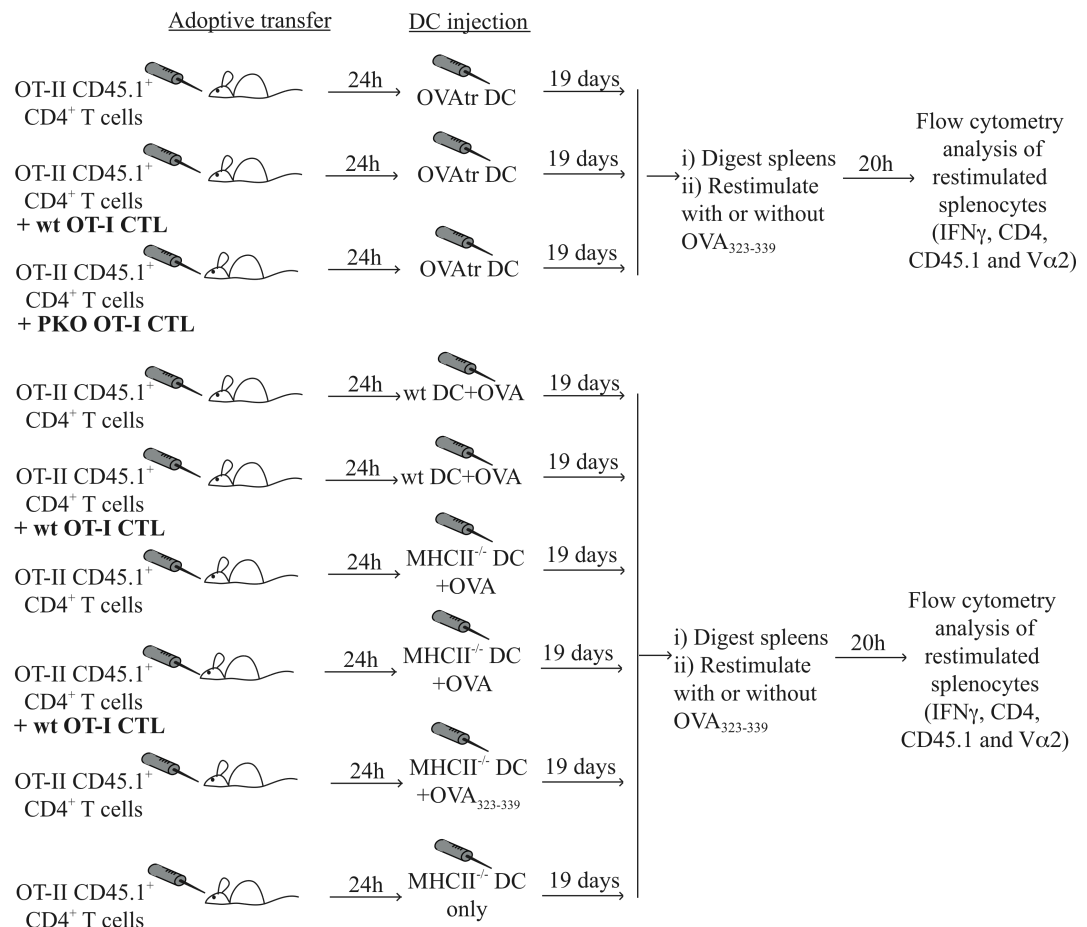 Adoptive transfer
DC injection
OT-II CD45.1⁺
CD4⁺ T cells
24h
OVAtr DC
19 days
OT-II CD45.1⁺
CD4⁺ T cells
+ wt OT-I CTL
24h
OVAtr DC
19 days
OT-II CD45.1⁺
CD4⁺ T cells
+ PKO OT-I CTL
24h
OVAtr DC
19 days
i) Digest spleens
ii) Restimulate
with or without
OVA₃₂₃₋₃₃₉
20h
Flow cytometry
analysis of
restimulated
splenocytes
(IFNγ, CD4,
CD45.1 and Vα2)
OT-II CD45.1⁺
CD4⁺ T cells
24h
wt DC+OVA
19 days
OT-II CD45.1⁺
CD4⁺ T cells
+ wt OT-I CTL
24h
wt DC+OVA
19 days
OT-II CD45.1⁺
CD4⁺ T cells
24h
MHCII⁻/⁻ DC
+OVA
19 days
OT-II CD45.1⁺
CD4⁺ T cells
+ wt OT-I CTL
24h
MHCII⁻/⁻ DC
+OVA
19 days
OT-II CD45.1⁺
CD4⁺ T cells
24h
MHCII⁻/⁻ DC
+OVA₃₂₃₋₃₃₉
19 days
OT-II CD45.1⁺
CD4⁺ T cells
24h
MHCII⁻/⁻ DC
only
19 days
i) Digest spleens
ii) Restimulate
with or without
OVA₃₂₃₋₃₃₉
20h
Flow cytometry
analysis of
restimulated
splenocytes
(IFNγ, CD4,
CD45.1 and Vα2)